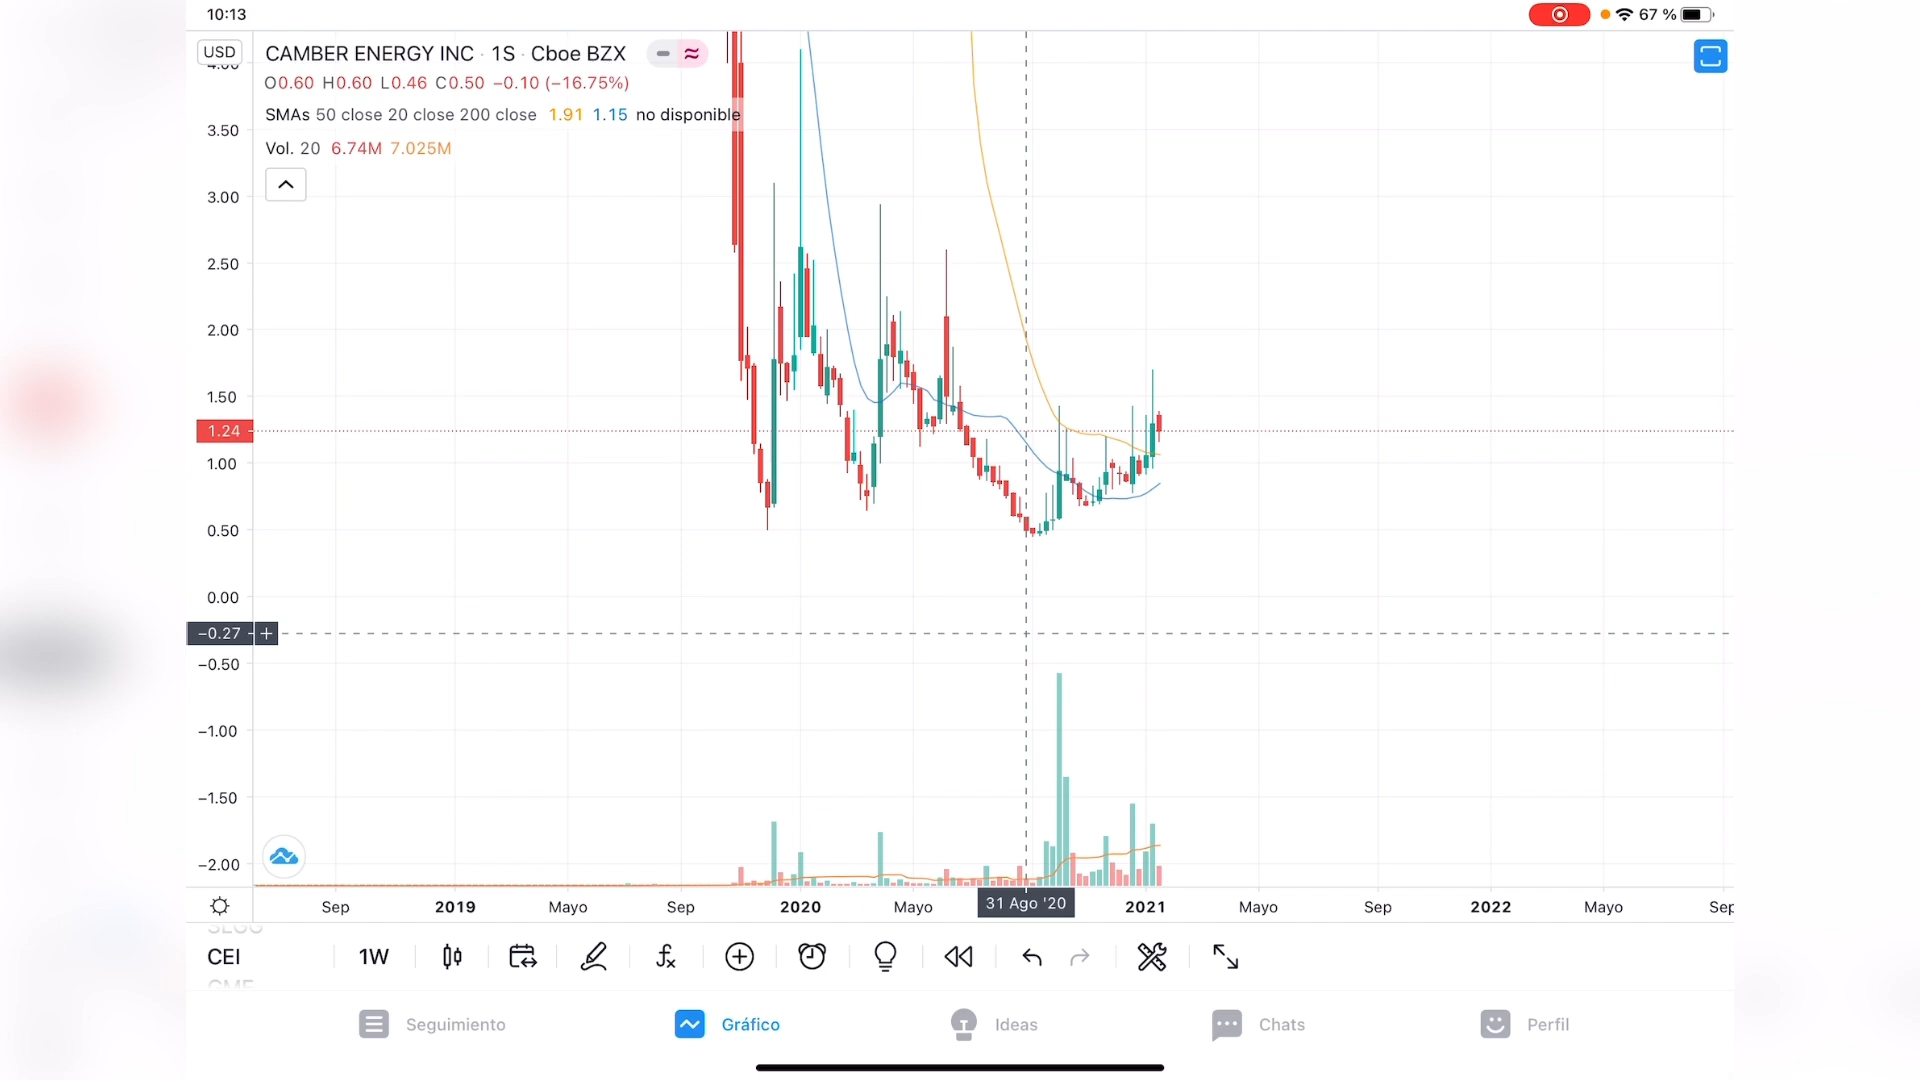 10:13
67 %
USD
CAMBER ENERGY INC · 1S · Cboe BZX
O0.60 H0.60 L0.46 C0.50 −0.10 (−16.75%)
SMAs 50 close 20 close 200 close 1.91 1.15 no disponible
Vol. 20 6.74M 7.025M
4.00
3.50
3.00
2.50
2.00
1.50
1.24
1.00
0.50
0.00
−0.27
−0.50
−1.00
−1.50
−2.00
Sep 2019 Mayo Sep 2020 Mayo 31 Ago '20 2021 Mayo Sep 2022 Mayo Sep
CEI 1W
Seguimiento Gráfico Ideas Chats Perfil